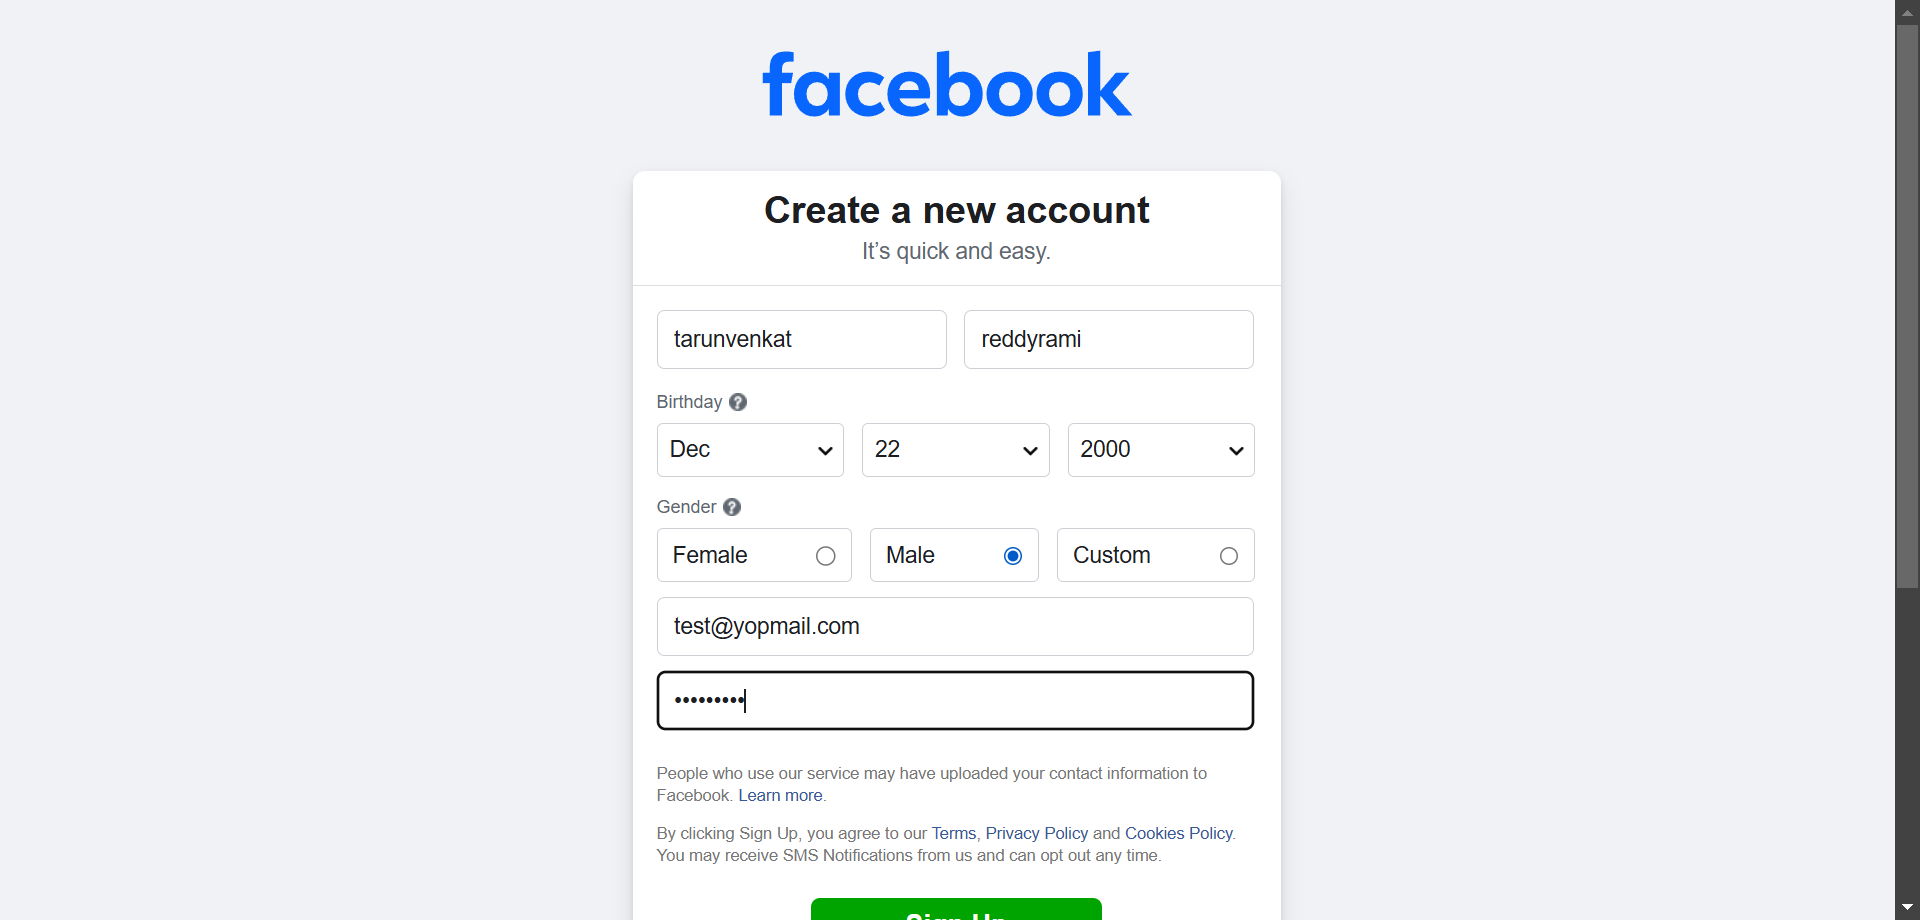 facebook
Create a new account
It's quick and easy.
tarunvenkat reddyrami
Birthday ?
Dec 22 2000
Gender ?
Female Male Custom
test@yopmail.com
•••••••••
People who use our service may have uploaded your contact information to
Facebook. Learn more.
By clicking Sign Up, you agree to our Terms, Privacy Policy and Cookies Policy.
You may receive SMS Notifications from us and can opt out any time.
Sign Up